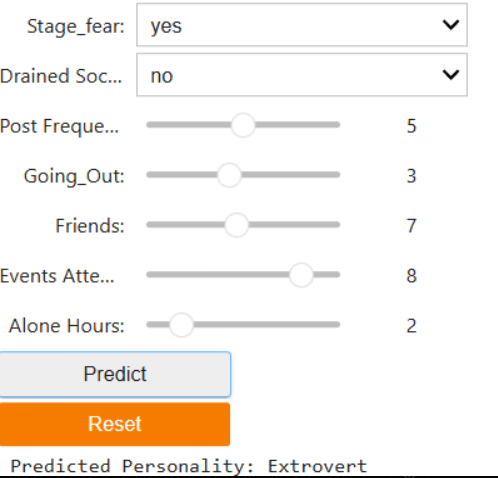 Stage_fear: yes
Drained Soc... no
Post Freque... 5
Going_Out: 3
Friends: 7
Events Atte... 8
Alone Hours: 2
Predict
Reset
Predicted Personality: Extrovert